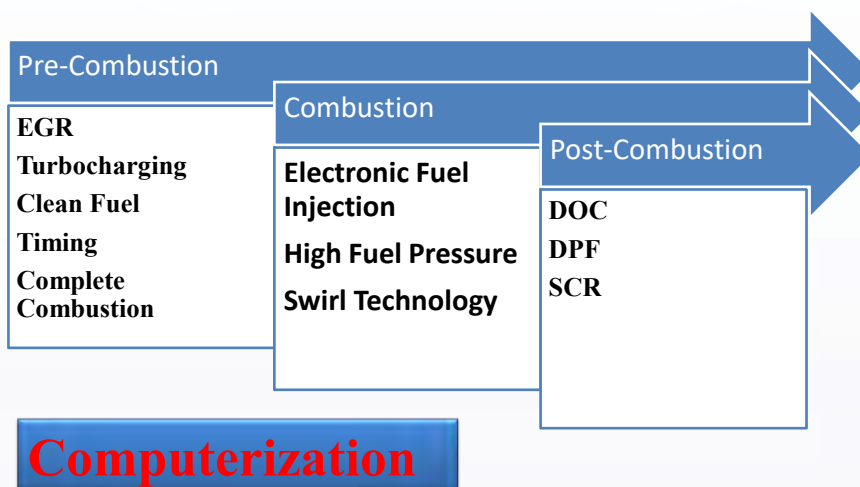 Pre-Combustion
EGR
Turbocharging
Clean Fuel
Timing
Complete
Combustion
Combustion
Electronic Fuel
Injection
High Fuel Pressure
Swirl Technology
Post-Combustion
DOC
DPF
SCR
Computerization